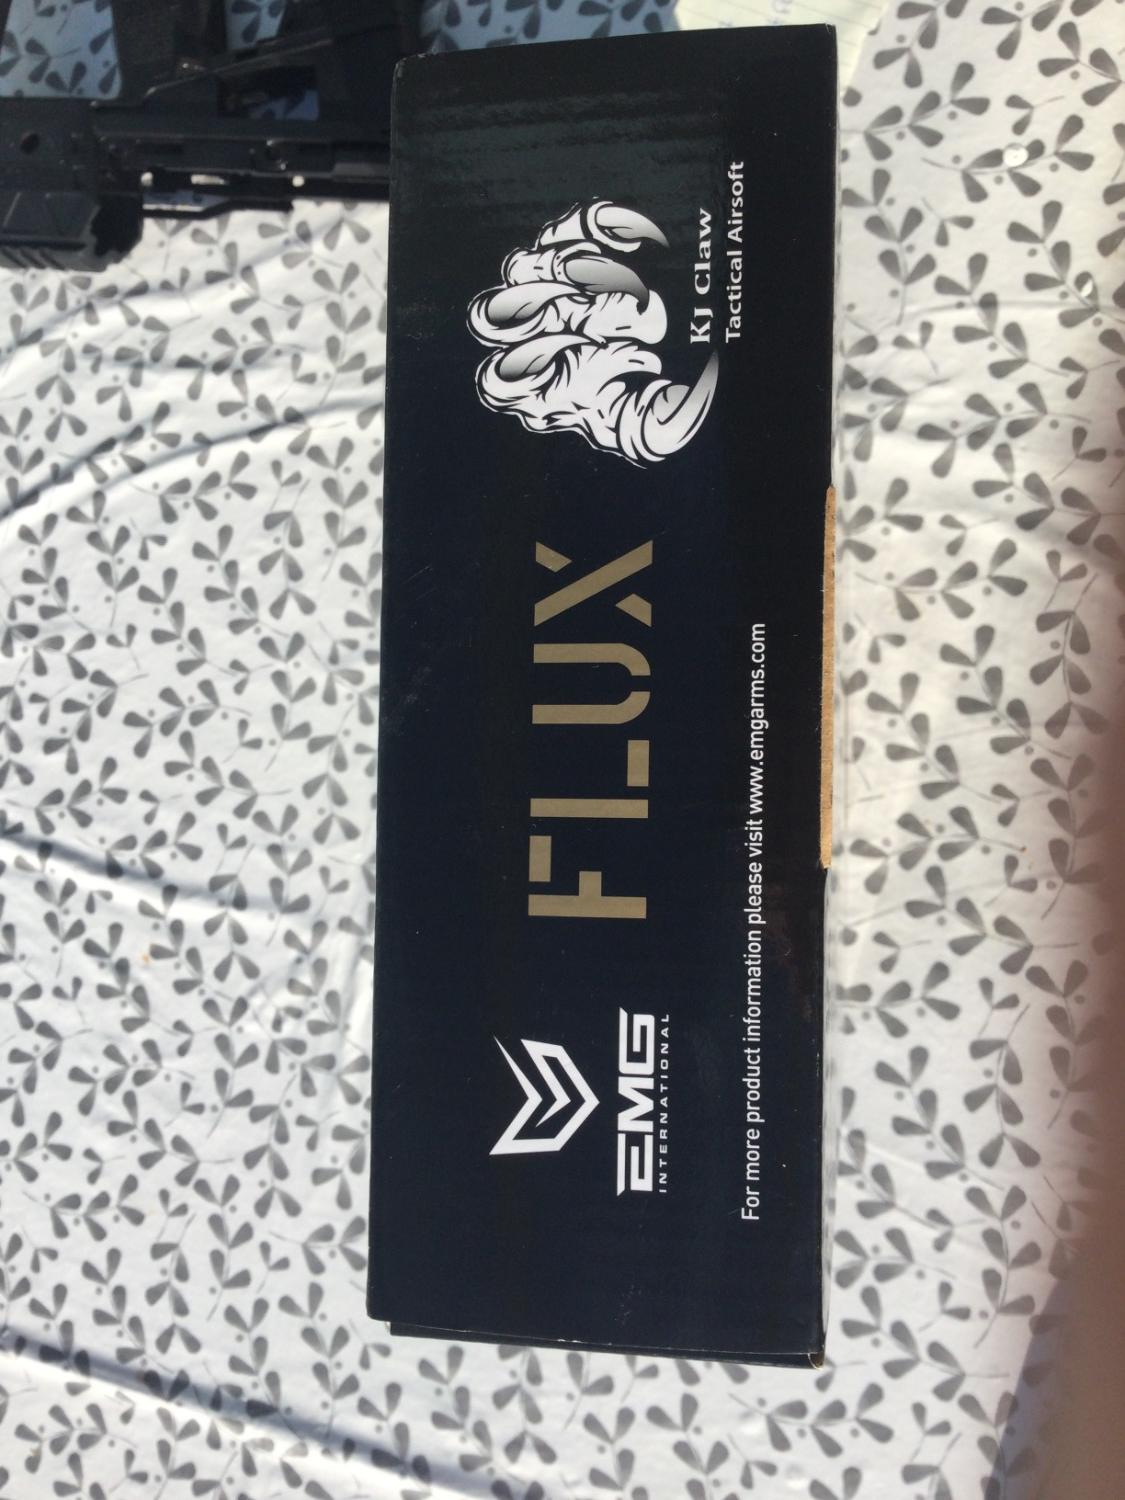 EMG
INTERNATIONAL
FLUX
KJ Claw
Tactical Airsoft
For more product information please visit www.emgarms.com